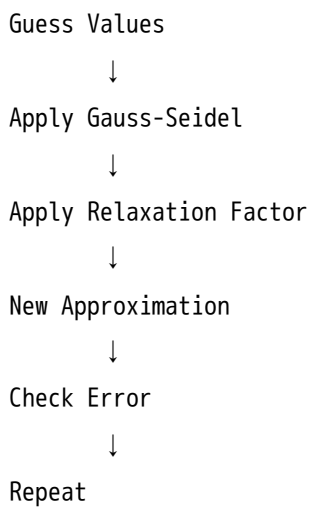 Guess Values
↓
Apply Gauss-Seidel
↓
Apply Relaxation Factor
↓
New Approximation
↓
Check Error
↓
Repeat